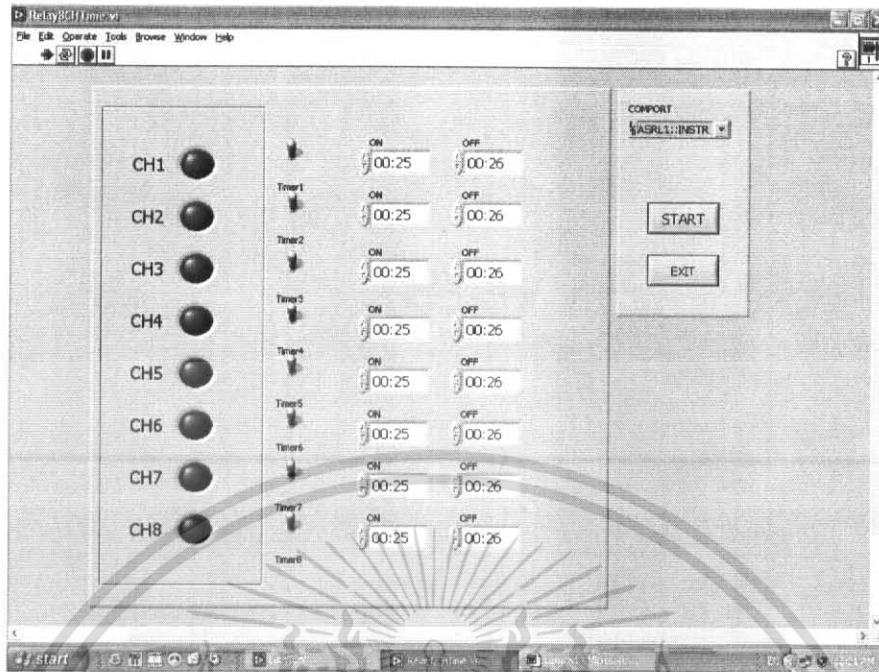 Relay8CHTime.vi
File Edit Operate Tools Browse Window Help
COMPORT
ASRL1::INSTR
START
EXIT
ON OFF
CH1 00:25 00:26
Timer1
ON OFF
CH2 00:25 00:26
Timer2
ON OFF
CH3 00:25 00:26
Timer3
ON OFF
CH4 00:25 00:26
Timer4
ON OFF
CH5 00:25 00:26
Timer5
ON OFF
CH6 00:25 00:26
Timer6
ON OFF
CH7 00:25 00:26
Timer7
ON OFF
CH8 00:25 00:26
Timer8
start